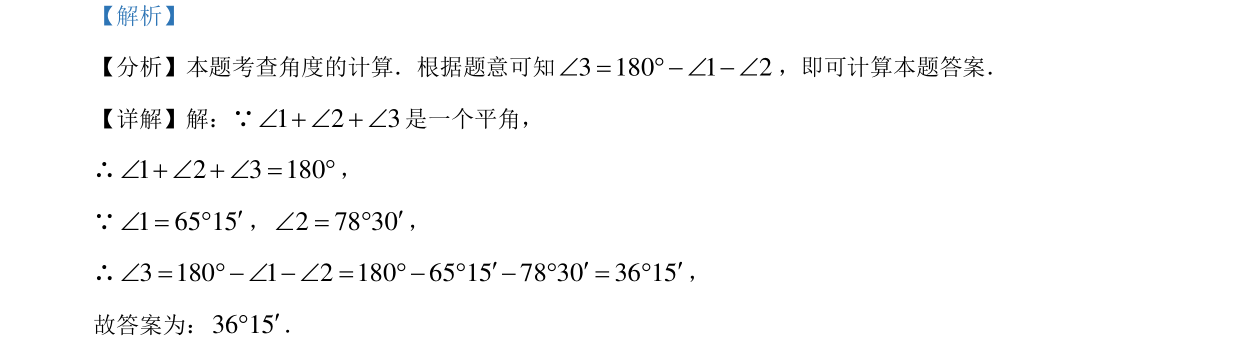 【解析】
【分析】本题考查角度的计算．根据题意可知∠3＝180°－∠1－∠2，即可计算本题答案．
【详解】解：∵∠1＋∠2＋∠3是一个平角，
∴∠1＋∠2＋∠3＝180°，
∵∠1＝65°15′，∠2＝78°30′，
∴∠3＝180°－∠1－∠2＝180°－65°15′－78°30′＝36°15′，
故答案为：36°15′．